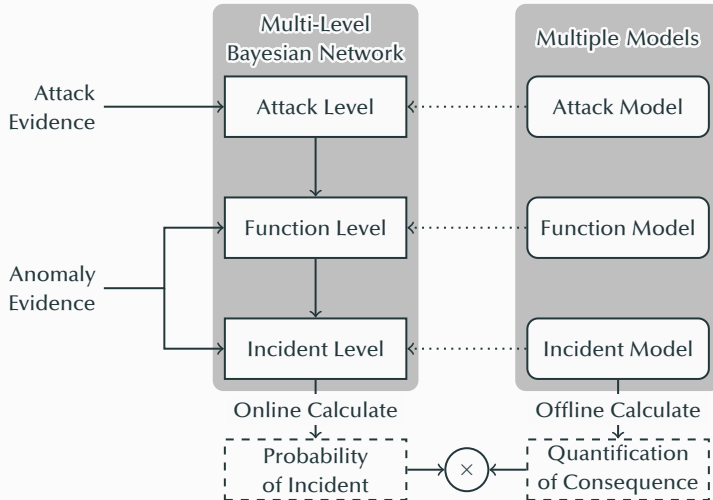 Multi-Level
Bayesian Network
Multiple Models
Attack
Evidence
Attack Level
Attack Model
Function Level
Function Model
Anomaly
Evidence
Incident Level
Incident Model
Online Calculate
Offline Calculate
Probability
of Incident
×
Quantification
of Consequence